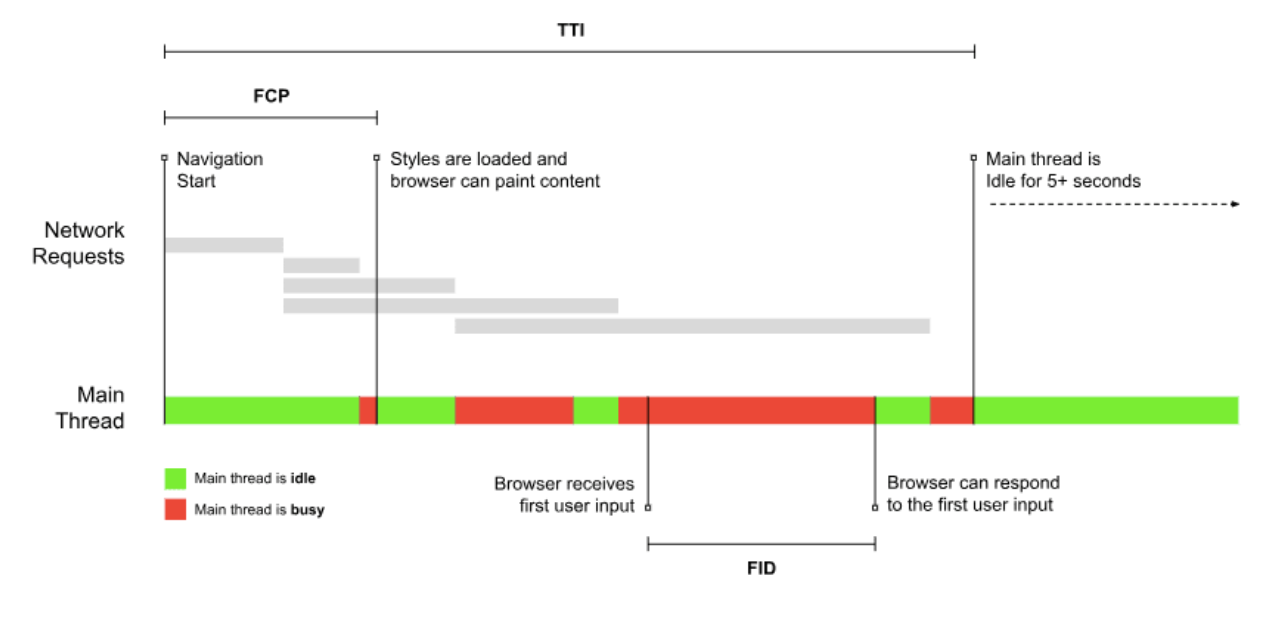 TTI
FCP
Navigation
Start
Styles are loaded and
browser can paint content
Main thread is
Idle for 5+ seconds
Network
Requests
Main
Thread
Main thread is idle
Main thread is busy
Browser receives
first user input
Browser can respond
to the first user input
FID